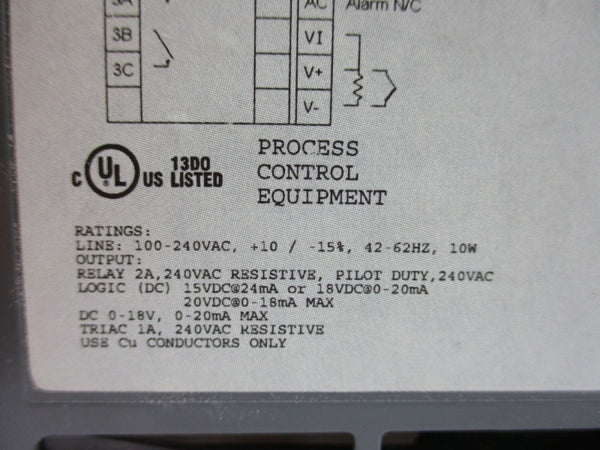 3A
AC Alarm N/C
3B
VI
3C
V+
V-
C UL US 13DO LISTED
PROCESS
CONTROL
EQUIPMENT
RATINGS:
LINE: 100-240VAC, +10 / -15%, 42-62HZ, 10W
OUTPUT:
RELAY 2A,240VAC RESISTIVE, PILOT DUTY,240VAC
LOGIC (DC) 15VDC@24mA or 18VDC@0-20mA
20VDC@0-18mA MAX
DC 0-18V, 0-20mA MAX
TRIAC 1A, 240VAC RESISTIVE
USE Cu CONDUCTORS ONLY